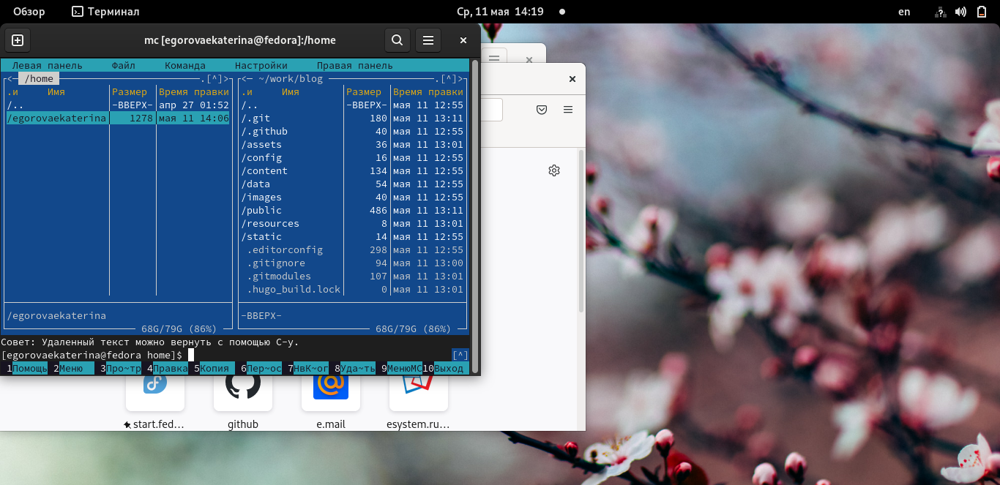 Обзор Терминал Ср, 11 мая 14:19 en
mc [egorovaekaterina@fedora]:/home
Левая панель Файл Команда Настройки Правая панель
<─ /home .[^]> <─ ~/work/blog .[^]>
.и Имя Размер Время правки .и Имя Размер Время правки
/.. -ВВЕРХ- апр 27 01:52 /.. -ВВЕРХ- мая 11 12:55
/egorovaekaterina 1278 мая 11 14:06 /.git 180 мая 11 13:11
/.github 40 мая 11 12:55
/assets 36 мая 11 13:01
/config 16 мая 11 12:55
/content 134 мая 11 12:55
/data 54 мая 11 12:55
/images 40 мая 11 12:55
/public 486 мая 11 13:11
/resources 8 мая 11 13:01
/static 14 мая 11 12:55
.editorconfig 298 мая 11 12:55
.gitignore 94 мая 11 13:00
.gitmodules 107 мая 11 13:01
.hugo_build.lock 0 мая 11 13:01
/egorovaekaterina -ВВЕРХ-
68G/79G (86%) 68G/79G (86%)
Совет: Удаленный текст можно вернуть с помощью C-y.
[egorovaekaterina@fedora home]$ [^]
1Помощь 2Меню 3Про~тр 4Правка 5Копия 6Пер~ос 7НвК~ог 8Уда~ть 9МенюMC 10Выход
start.fed… github e.mail esystem.ru…